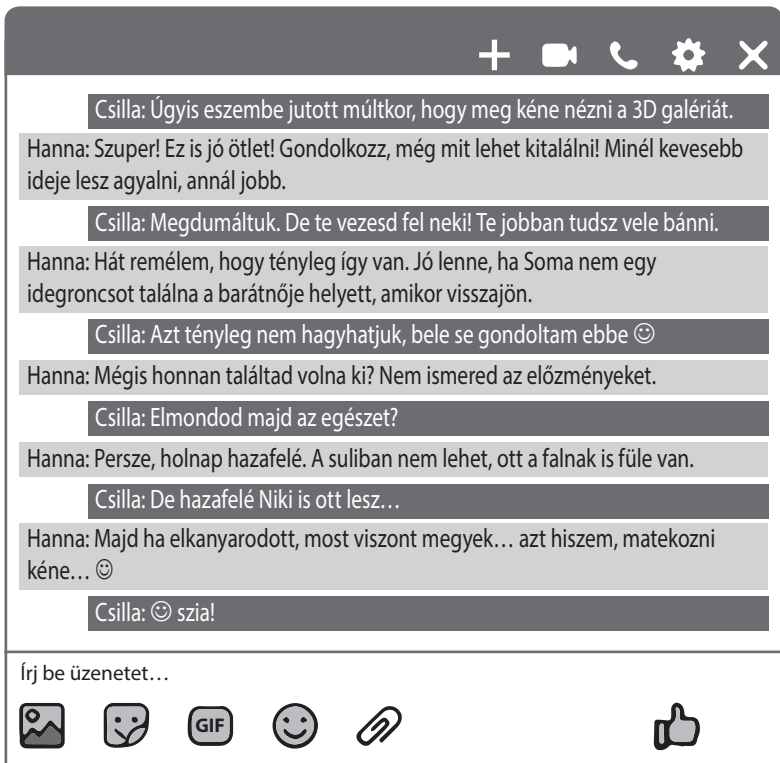 Csilla: Úgyis eszembe jutott múltkor, hogy meg kéne nézni a 3D galériát.
Hanna: Szuper! Ez is jó ötlet! Gondolkozz, még mit lehet kitalálni! Minél kevesebb
ideje lesz agyalni, annál jobb.
Csilla: Megdumáltuk. De te vezesd fel neki! Te jobban tudsz vele bánni.
Hanna: Hát remélem, hogy tényleg így van. Jó lenne, ha Soma nem egy
idegroncsot találna a barátnője helyett, amikor visszajön.
Csilla: Azt tényleg nem hagyhatjuk, bele se gondoltam ebbe ☺
Hanna: Mégis honnan találtad volna ki? Nem ismered az előzményeket.
Csilla: Elmondod majd az egészet?
Hanna: Persze, holnap hazafelé. A suliban nem lehet, ott a falnak is füle van.
Csilla: De hazafelé Niki is ott lesz…
Hanna: Majd ha elkanyarodott, most viszont megyek… azt hiszem, matekozni
kéne… ☺
Csilla: ☺ szia!
Írj be üzenetet…
GIF